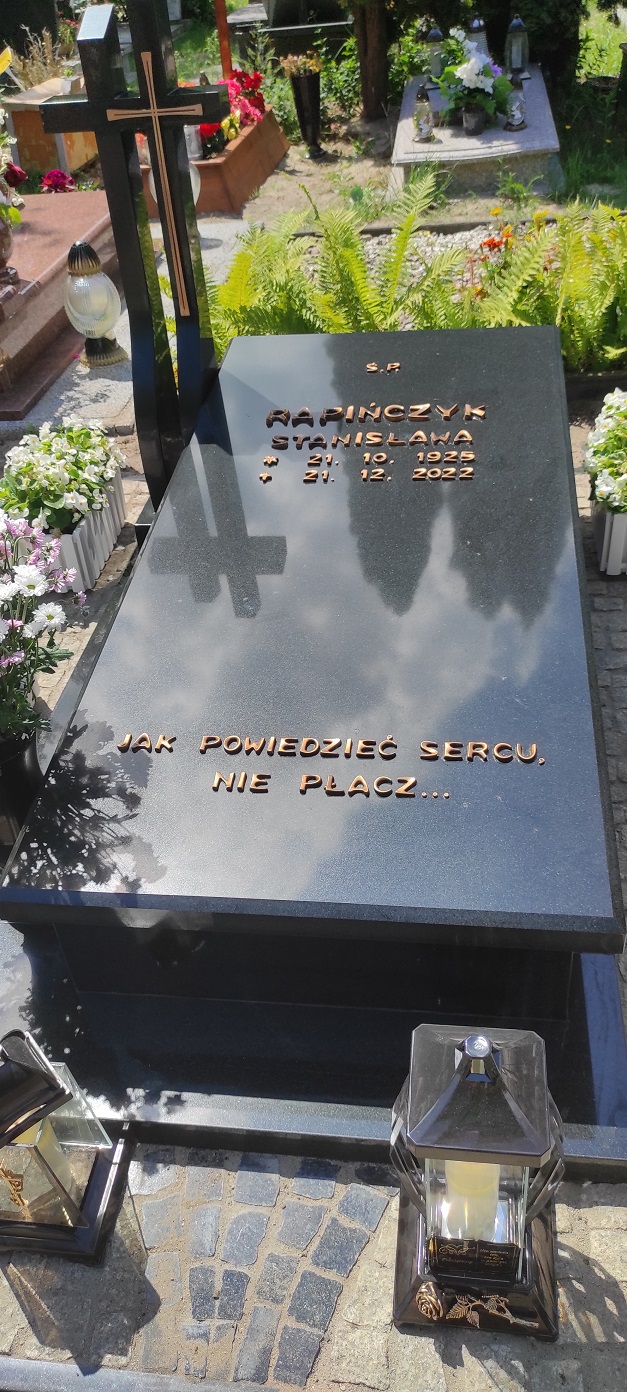 Ś.P.
RAPIŃCZYK
STANISŁAWA
* 21. 10. 1925
+ 21. 12. 2022
JAK POWIEDZIEĆ SERCU,
NIE PŁACZ...